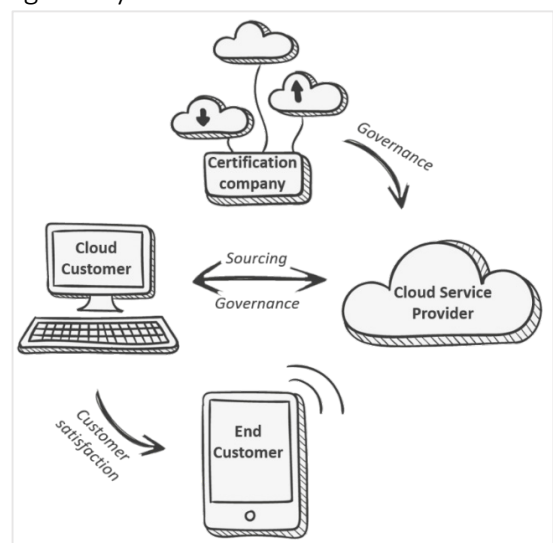 Certification
company
Governance
Cloud
Customer
Sourcing
Governance
Cloud Service
Provider
Customer
satisfaction
End
Customer